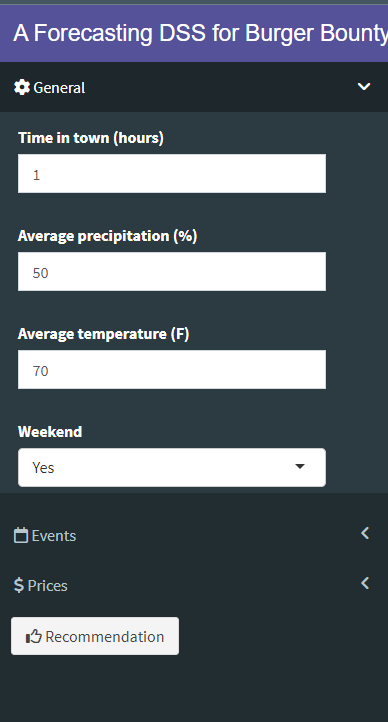 A Forecasting DSS for Burger Bounty
General
Time in town (hours)
1
Average precipitation (%)
50
Average temperature (F)
70
Weekend
Yes
Events
$ Prices
Recommendation